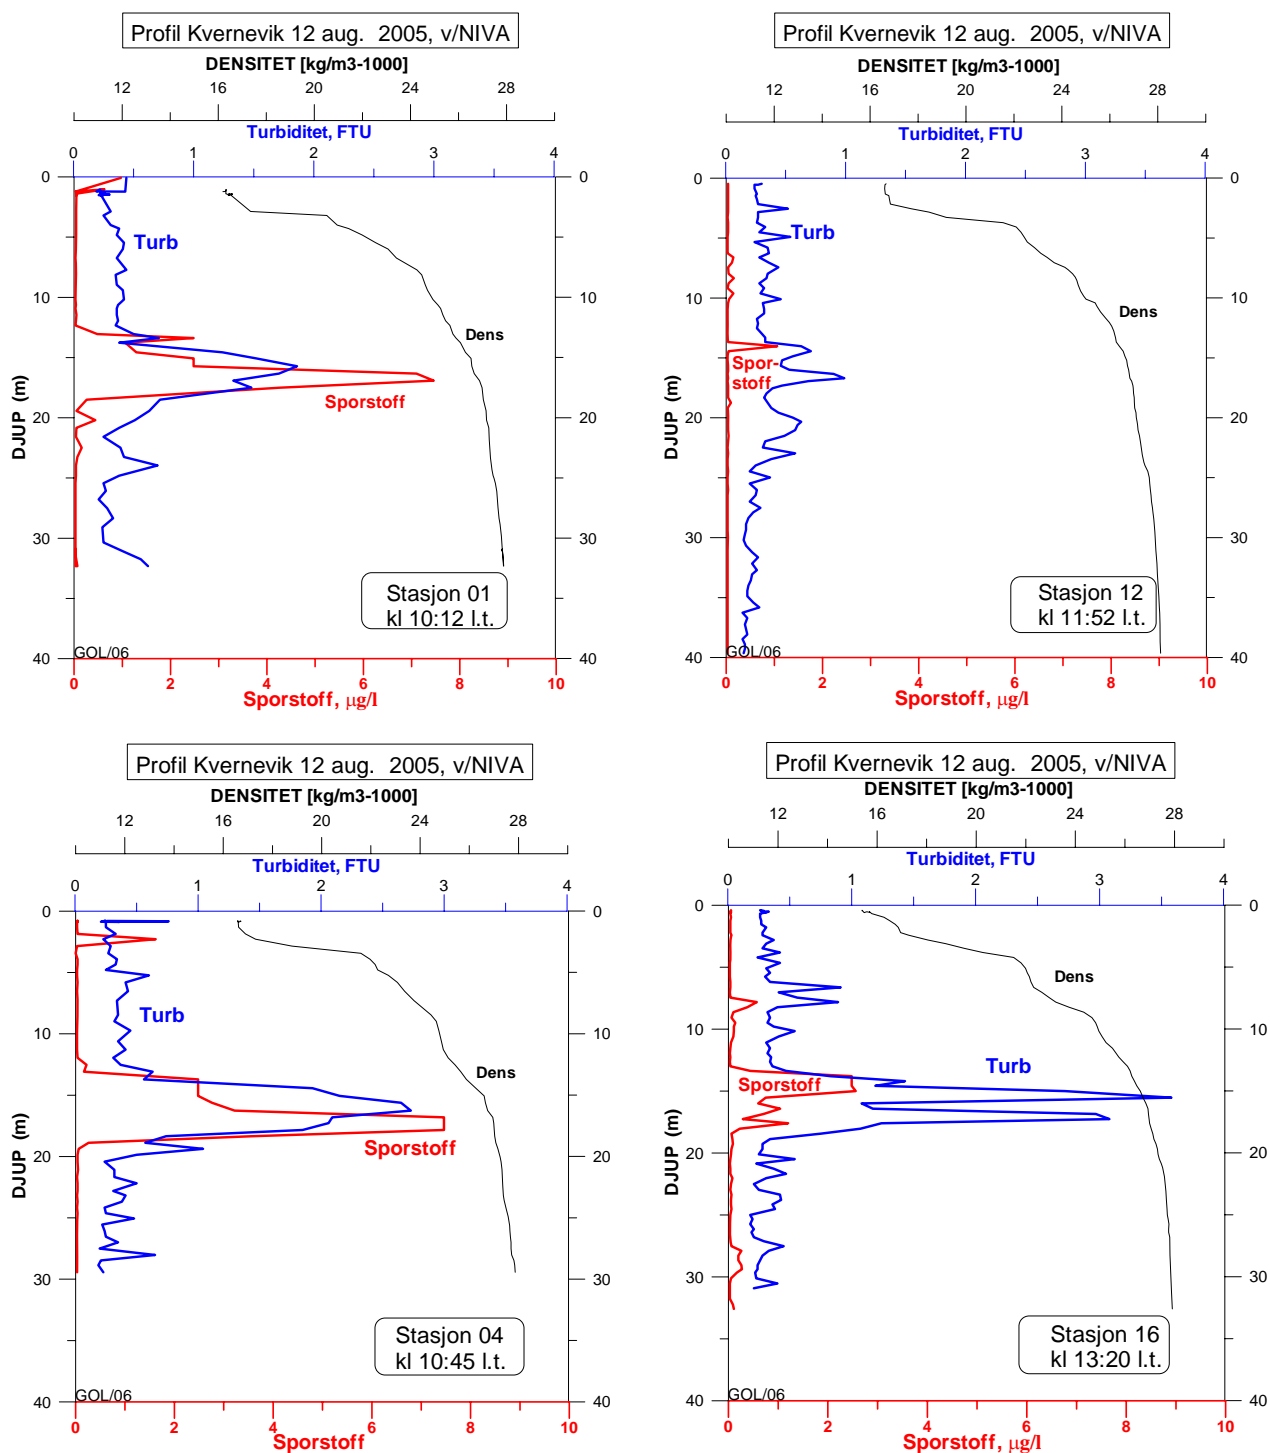 Profil Kvernevik 12 aug. 2005, v/NIVA
DENSITET [kg/m3-1000]
12 16 20 24 28
Turbiditet, FTU
0 1 2 3 4
0 0
Turb
10 10
Dens
Sporstoff
20 20
DJUP (m)
30 30
Stasjon 01
kl 10:12 l.t.
GOL/06
40 40
0 2 4 6 8 10
Sporstoff, µg/l
Profil Kvernevik 12 aug. 2005, v/NIVA
DENSITET [kg/m3-1000]
12 16 20 24 28
Turbiditet, FTU
0 1 2 3 4
0 0
Turb
10 10
Dens
Spor-
stoff
20 20
DJUP (m)
30 30
Stasjon 12
kl 11:52 l.t.
GOL/06
40 40
0 2 4 6 8 10
Sporstoff, µg/l
Profil Kvernevik 12 aug. 2005, v/NIVA
DENSITET [kg/m3-1000]
12 16 20 24 28
Turbiditet, FTU
0 1 2 3 4
0 0
Turb
10 10
Dens
Sporstoff
20 20
DJUP (m)
30 30
Stasjon 04
kl 10:45 l.t.
GOL/06
40 40
0 2 4 6 8 10
Sporstoff
Profil Kvernevik 12 aug. 2005, v/NIVA
DENSITET [kg/m3-1000]
12 16 20 24 28
Turbiditet, FTU
0 1 2 3 4
0 0
Dens
10 10
Turb
Sporstoff
20 20
DJUP (m)
30 30
Stasjon 16
kl 13:20 l.t.
GOL/06
40 40
0 2 4 6 8 10
Sporstoff, µg/l